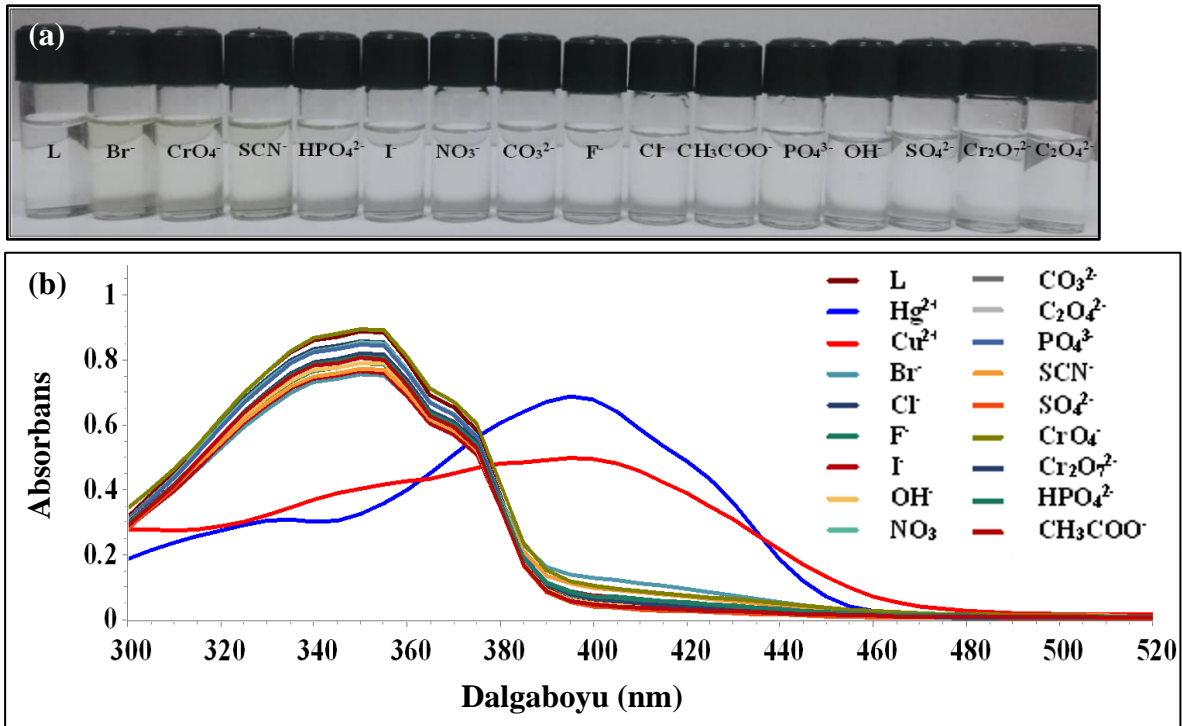 (a)
L Br⁻ CrO₄⁻ SCN⁻ HPO₄²⁻ I⁻ NO₃⁻ CO₃²⁻ F⁻ Cl⁻ CH₃COO⁻ PO₄³⁻ OH⁻ SO₄²⁻ Cr₂O₇²⁻ C₂O₄²⁻
(b)
L CO₃²⁻
Hg²⁺ C₂O₄²⁻
Cu²⁺ PO₄³⁻
Br⁻ SCN⁻
Cl⁻ SO₄²⁻
F⁻ CrO₄⁻
I⁻ Cr₂O₇²⁻
OH⁻ HPO₄²⁻
NO₃ CH₃COO⁻
1
0.8
0.6
0.4
0.2
0
Absorbans
300 320 340 360 380 400 420 440 460 480 500 520
Dalgaboyu (nm)